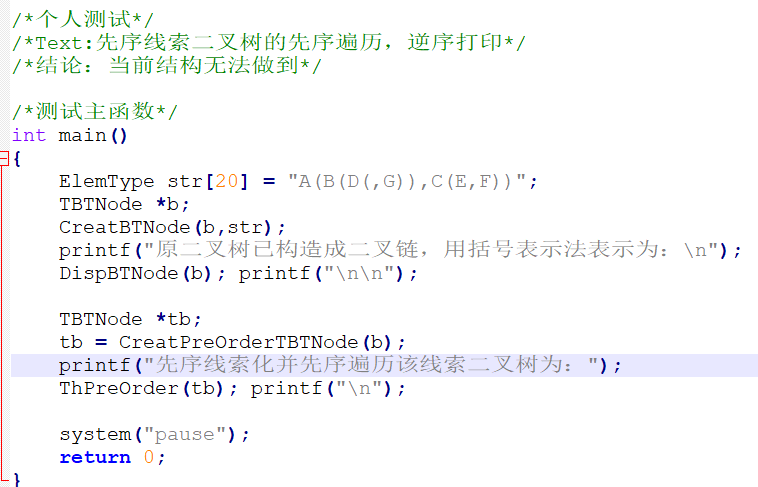 /*个人测试*/
/*Text:先序线索二叉树的先序遍历，逆序打印*/
/*结论：当前结构无法做到*/
/*测试主函数*/
int main()
{
ElemType str[20] = "A(B(D(,G)),C(E,F))";
TBTNode *b;
CreatBTNode(b,str);
printf("原二叉树已构造成二叉链，用括号表示法表示为：\n");
DispBTNode(b); printf("\n\n");
TBTNode *tb;
tb = CreatPreOrderTBTNode(b);
printf("先序线索化并先序遍历该线索二叉树为：");
ThPreOrder(tb); printf("\n");
system("pause");
return 0;
}